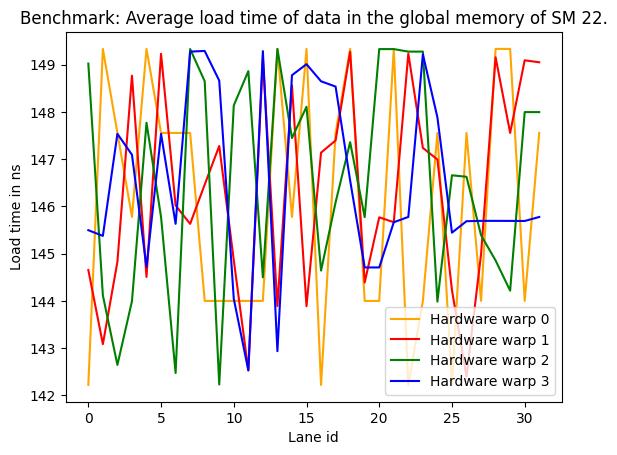 Benchmark: Average load time of data in the global memory of SM 22.
Load time in ns
149
148
147
146
145
144
143
142
Hardware warp 0
Hardware warp 1
Hardware warp 2
Hardware warp 3
0 5 10 15 20 25 30
Lane id